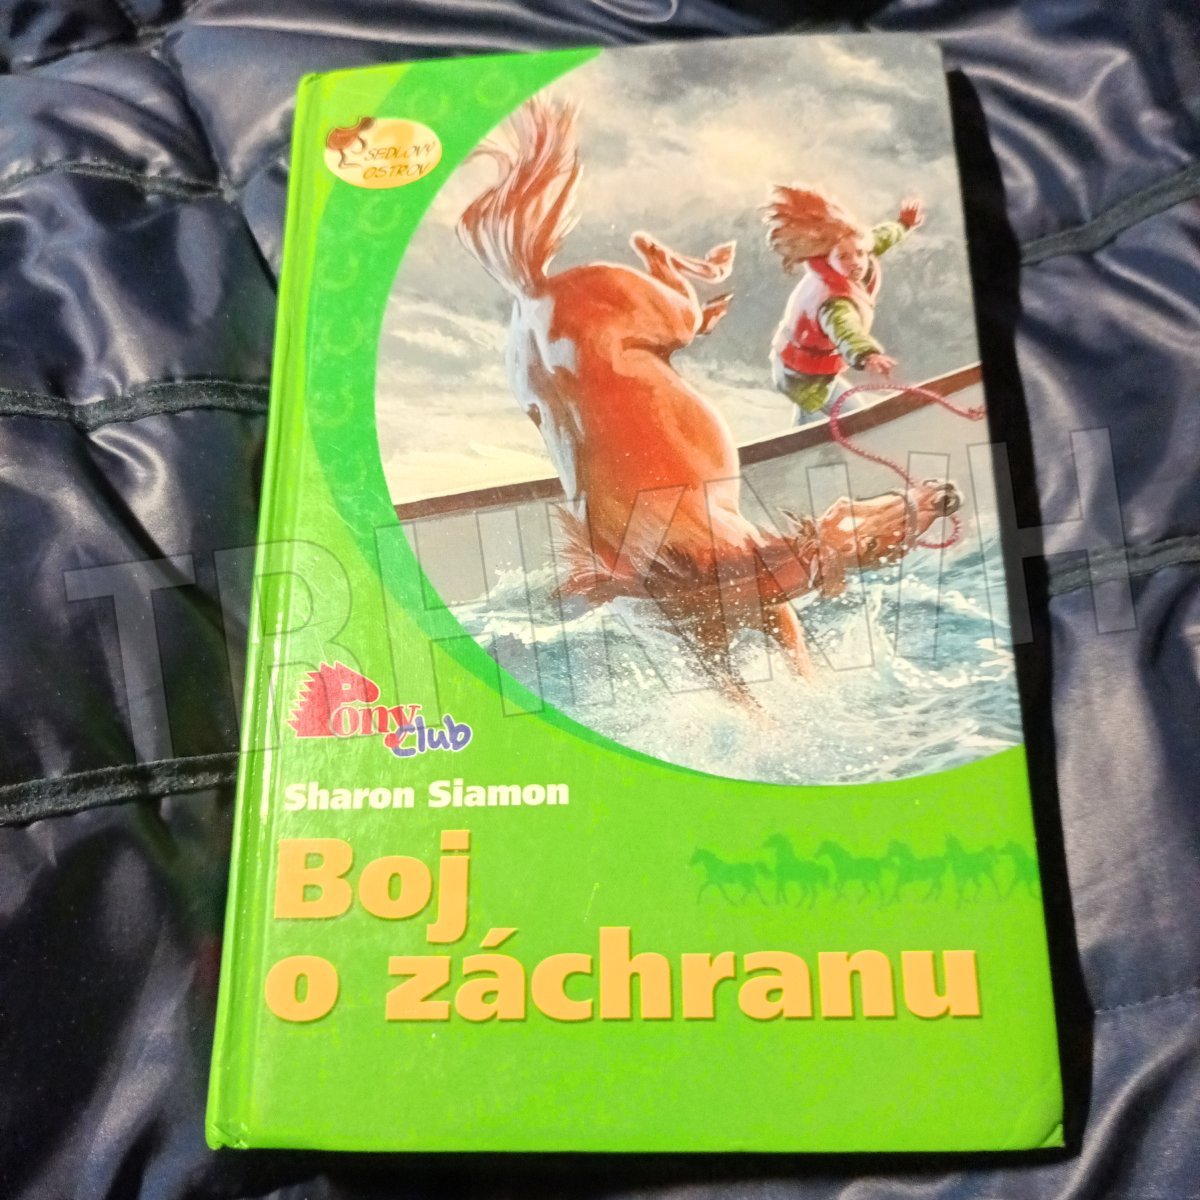 SEDLOVÝ
OSTROV
Pony
Club
Sharon Siamon
Boj
o záchranu
TRHKNIH